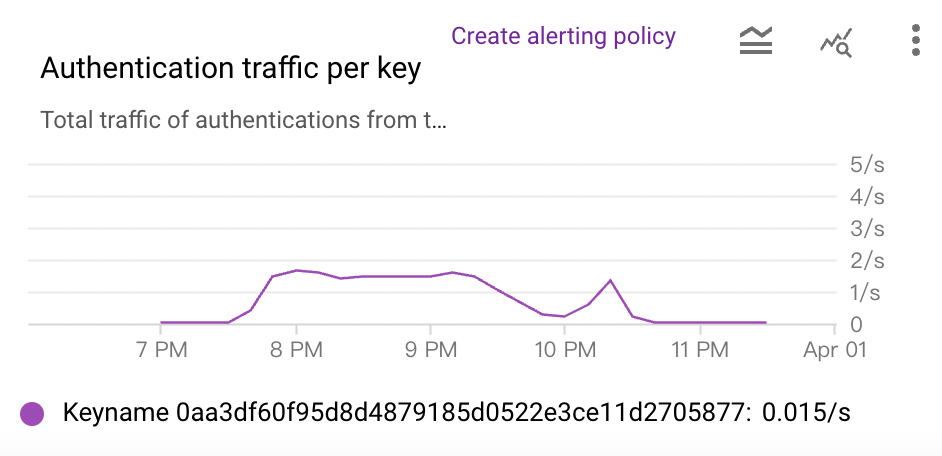 Create alerting policy
Authentication traffic per key
Total traffic of authentications from t...
5/s
4/s
3/s
2/s
1/s
0
7 PM
8 PM
9 PM
10 PM
11 PM
Apr 01
Keyname 0aa3df60f95d8d4879185d0522e3ce11d2705877: 0.015/s